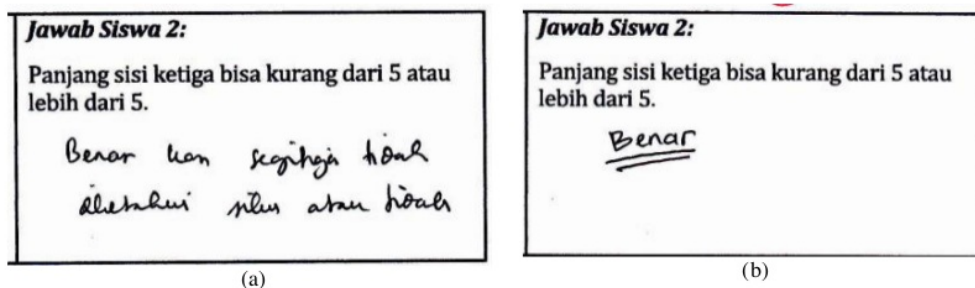 Jawab Siswa 2:
Panjang sisi ketiga bisa kurang dari 5 atau
lebih dari 5.
Benar kan segitiga tidak
diketahui siku atau tidak
(a)
Jawab Siswa 2:
Panjang sisi ketiga bisa kurang dari 5 atau
lebih dari 5.
Benar
(b)